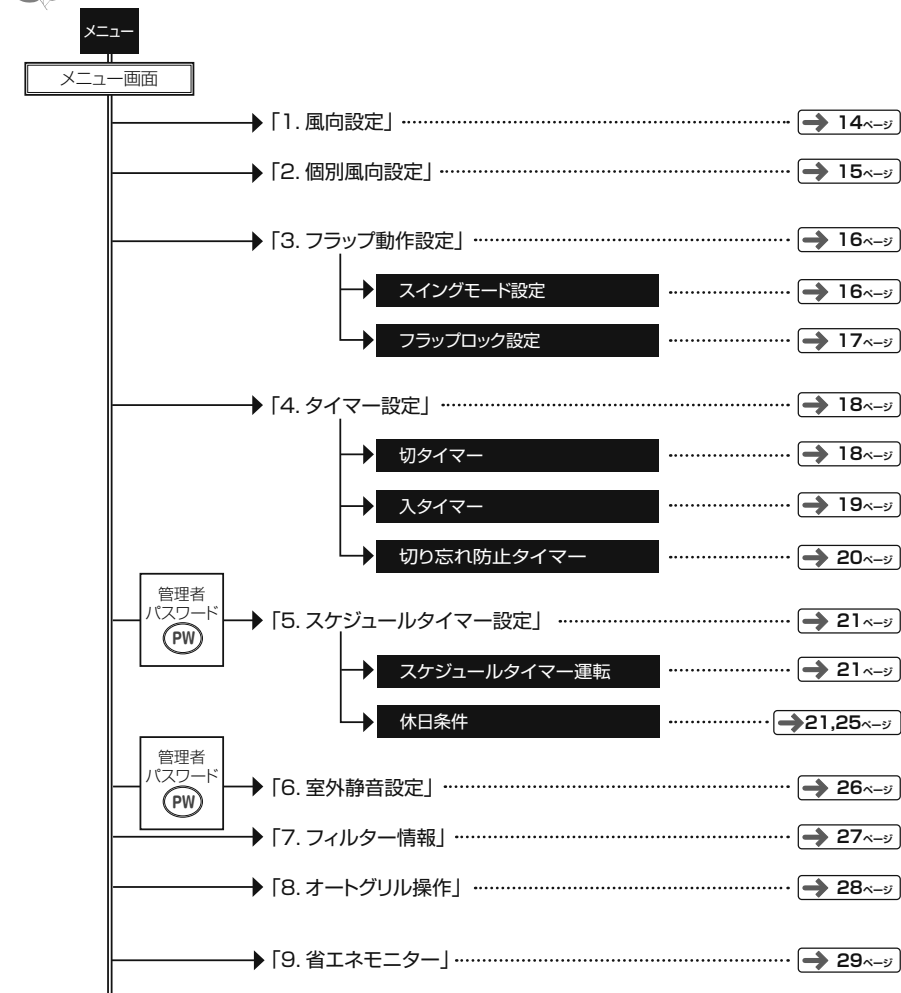 メニュー
メニュー画面
「1. 風向設定」 14ページ
「2. 個別風向設定」 15ページ
「3. フラップ動作設定」 16ページ
スイングモード設定 16ページ
フラップロック設定 17ページ
「4. タイマー設定」 18ページ
切タイマー 18ページ
入タイマー 19ページ
切り忘れ防止タイマー 20ページ
管理者
パスワード
PW
「5. スケジュールタイマー設定」 21ページ
スケジュールタイマー運転 21ページ
休日条件 21,25ページ
管理者
パスワード
PW
「6. 室外静音設定」 26ページ
「7. フィルター情報」 27ページ
「8. オートグリル操作」 28ページ
「9. 省エネモニター」 29ページ